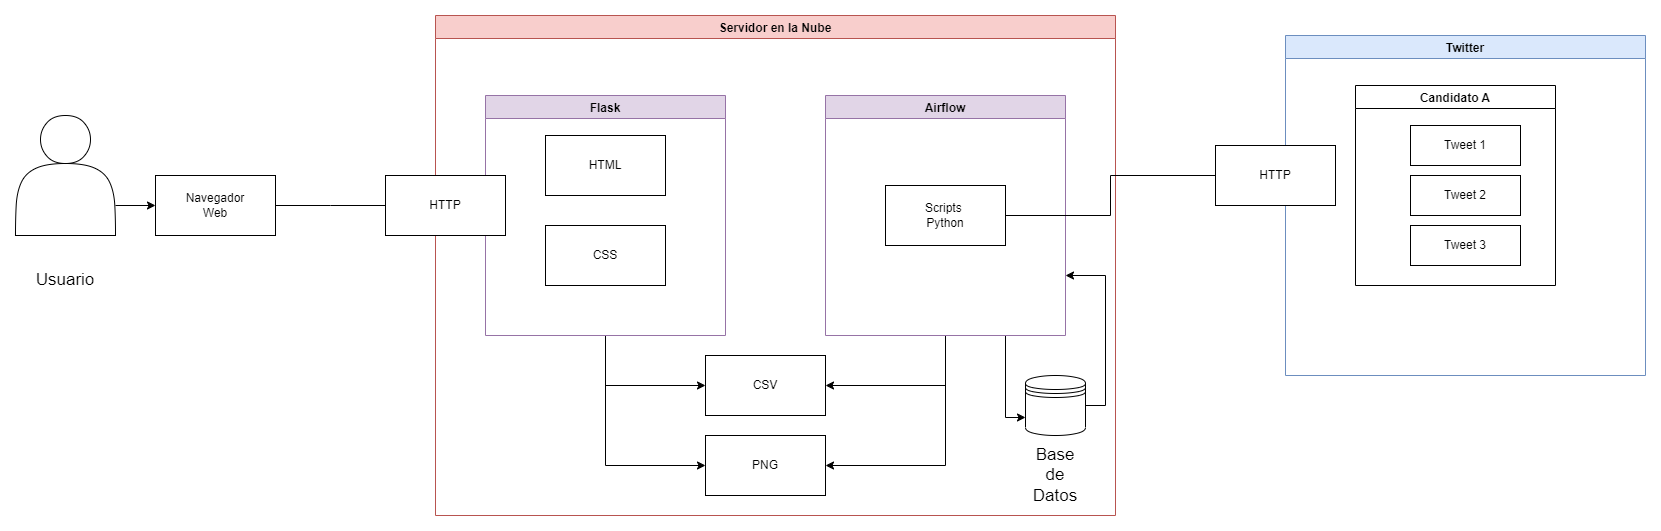 Servidor en la Nube
Twitter
Flask
Airflow
Candidato A
HTML
Tweet 1
HTTP
Tweet 2
Navegador
Web
HTTP
Scripts
Python
CSS
Tweet 3
Usuario
CSV
PNG
Base
de
Datos